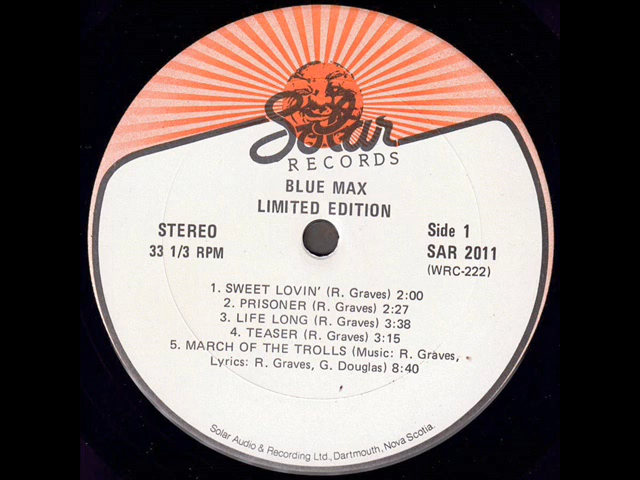 Solar
RECORDS
BLUE MAX
LIMITED EDITION
STEREO
33 1/3 RPM
Side 1
SAR 2011
(WRC-222)
1. SWEET LOVIN' (R. Graves) 2:00
2. PRISONER (R. Graves) 2:27
3. LIFE LONG (R. Graves) 3:38
4. TEASER (R. Graves) 3:15
5. MARCH OF THE TROLLS (Music: R. Graves,
Lyrics: R. Graves, G. Douglas) 8:40
Solar Audio & Recording Ltd., Dartmouth, Nova Scotia.